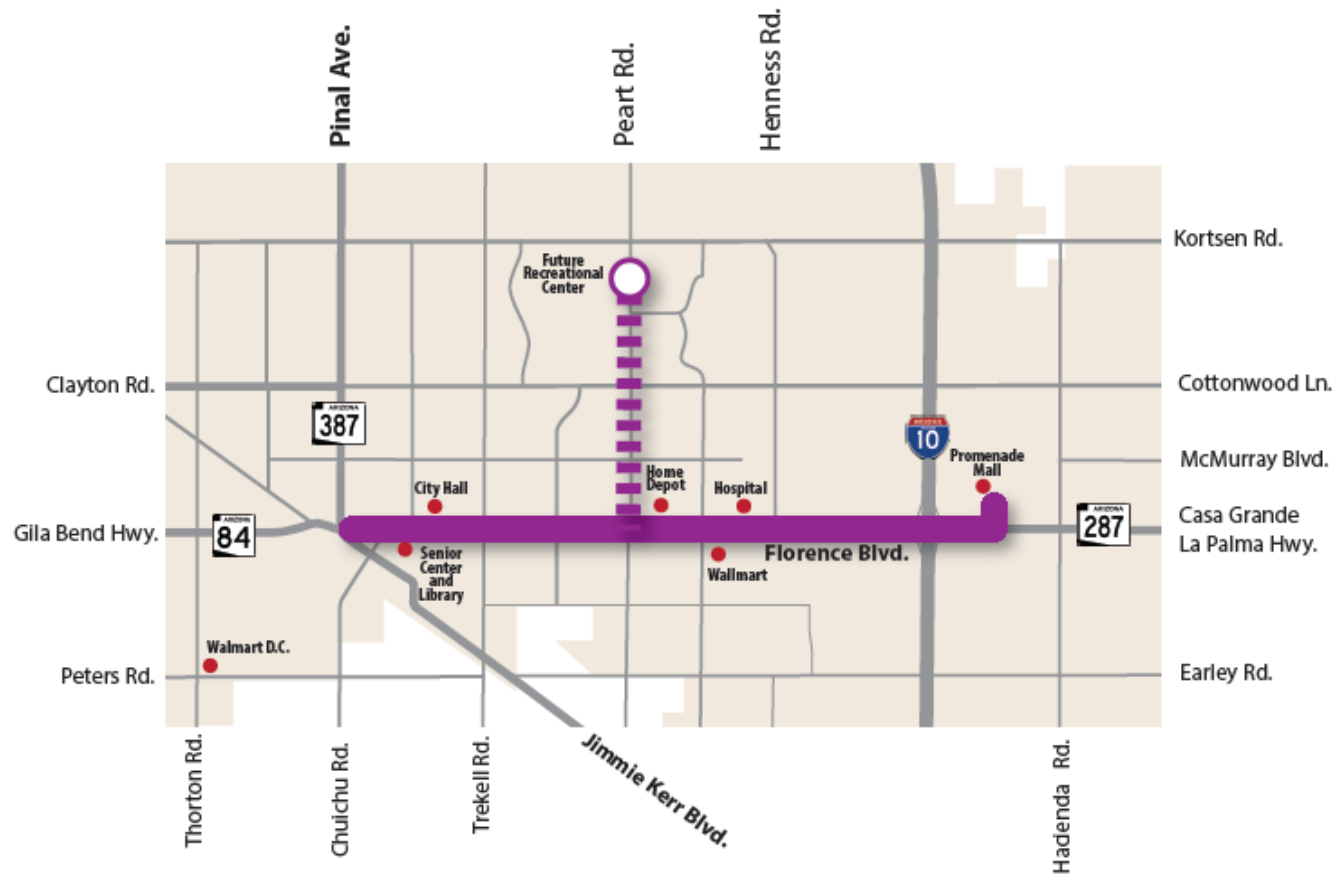 Pinal Ave.
Peart Rd.
Henness Rd.
Kortsen Rd.
Future
Recreational
Center
Clayton Rd.
Cottonwood Ln.
ARIZONA
387
10
Promenade
Mall
McMurray Blvd.
City Hall
Home
Depot
Hospital
Gila Bend Hwy.
ARIZONA
84
ARIZONA
287
Casa Grande
La Palma Hwy.
Senior
Center
and
Library
Florence Blvd.
Wallmart
Walmart D.C.
Peters Rd.
Earley Rd.
Thorton Rd.
Chuichu Rd.
Trekell Rd.
Jimmie Kerr Blvd.
Hadenda Rd.